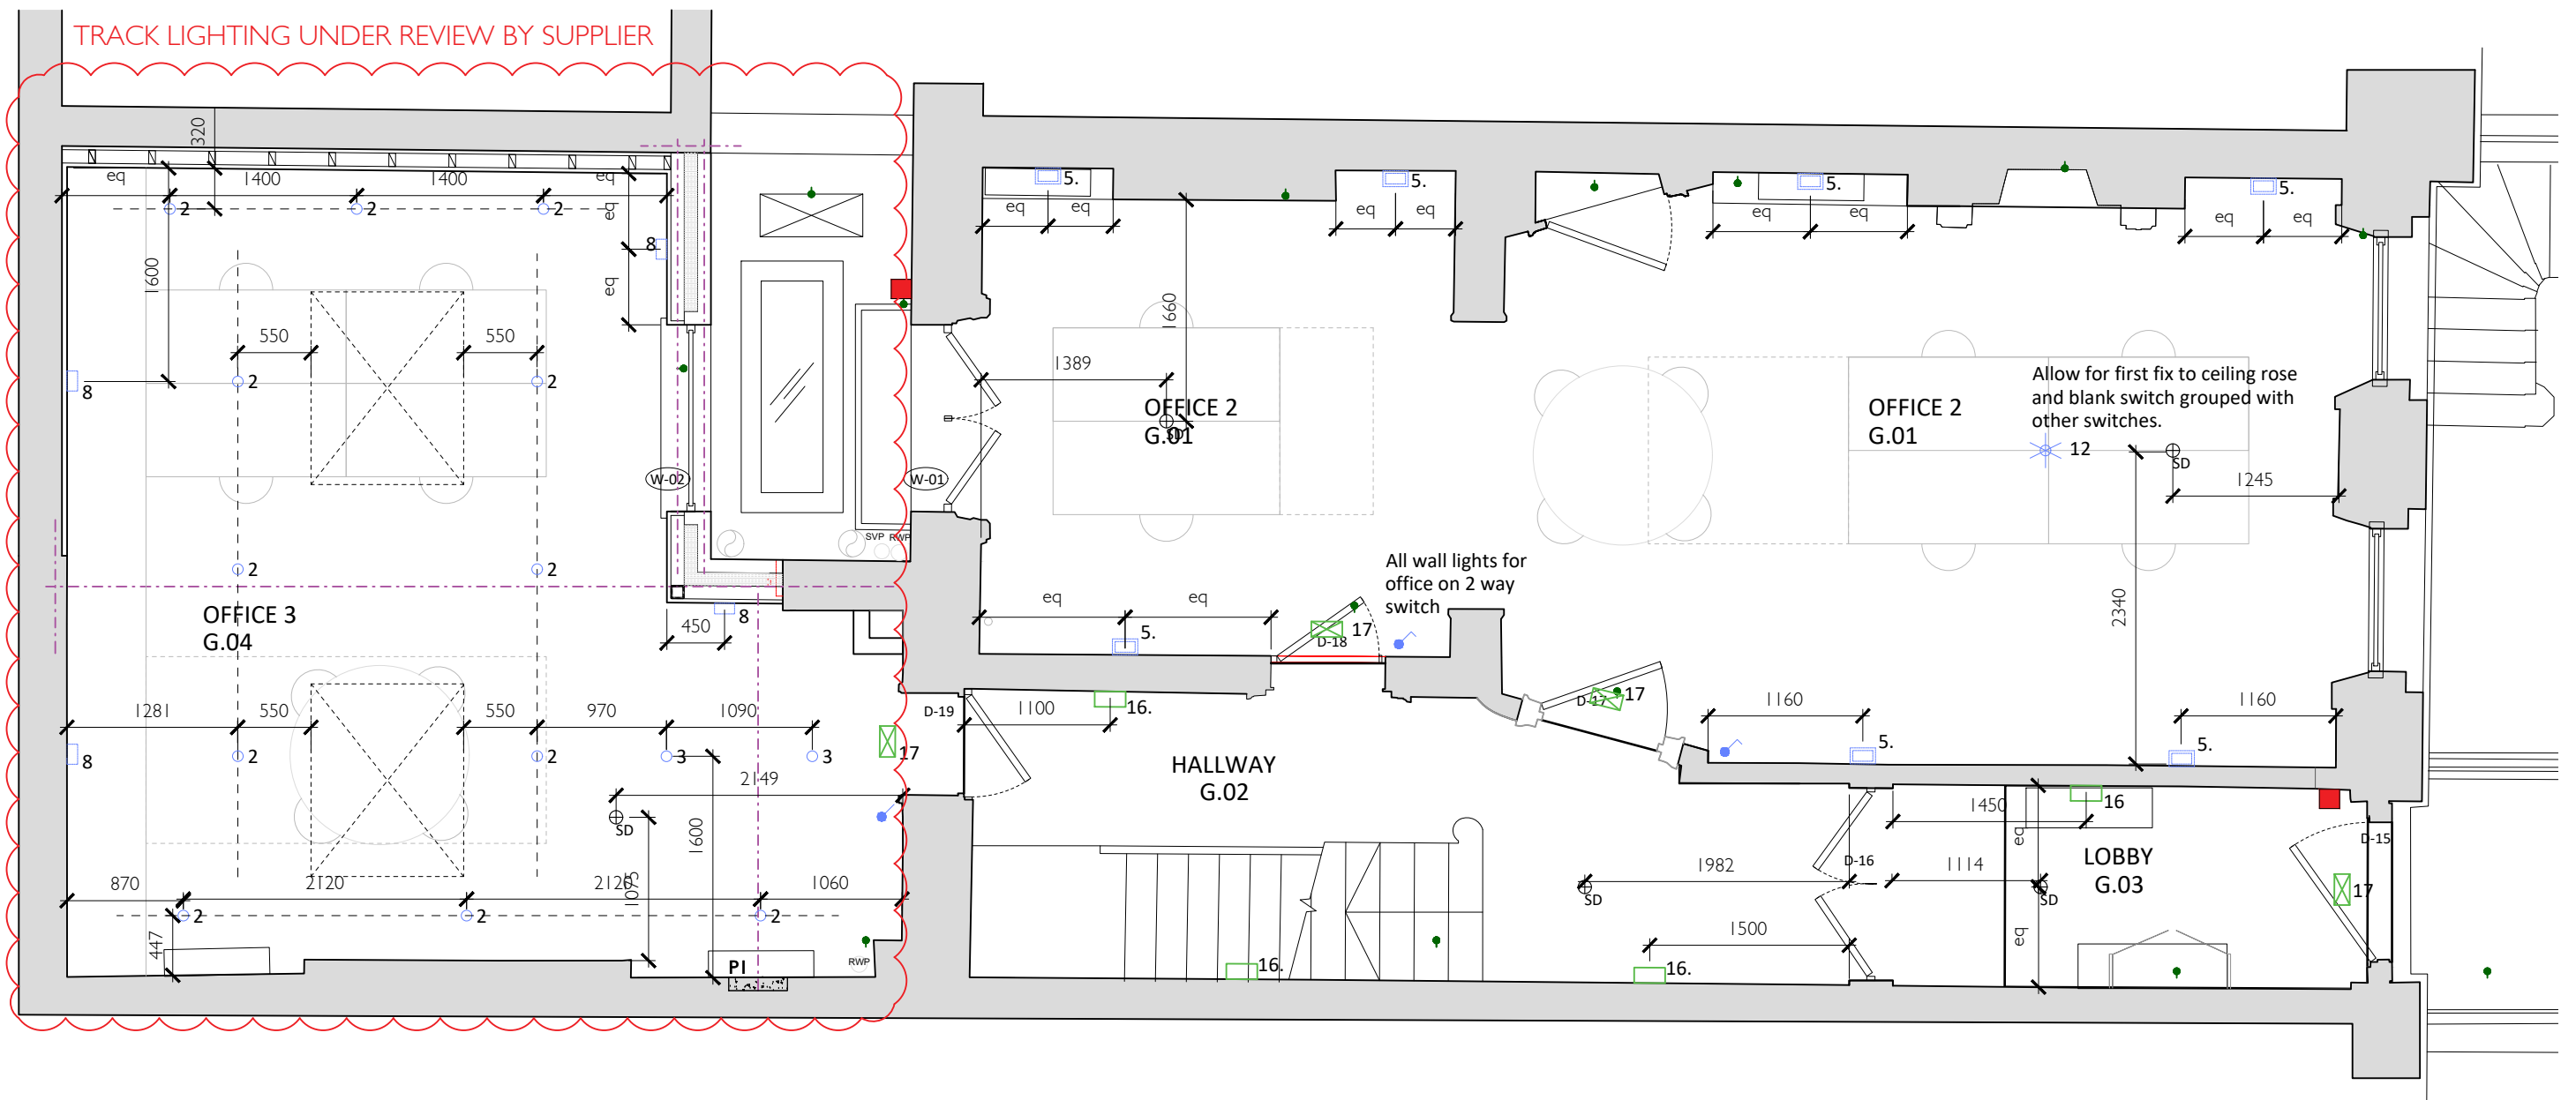 TRACK LIGHTING UNDER REVIEW BY SUPPLIER
320
eq
1400
1400
eq
2
2
2
eq
8
eq
1600
550
550
8
2
2
2
2
OFFICE 3
G.04
W-02
W-01
SVP
RWP
8
450
1281
550
550
970
1090
8
2
2
3
3
17
2149
SD
1600
1075
870
2120
2120
1060
2
2
2
447
PI
RWP
5.
eq
eq
5.
eq
eq
5.
eq
eq
5.
eq
eq
1660
1389
OFFICE 2
G.01
SD
OFFICE 2
G.01
Allow for first fix to ceiling rose
and blank switch grouped with
other switches.
12
SD
1245
2340
All wall lights for
office on 2 way
switch
eq
eq
5.
17
D-18
D-17
17
1160
5.
1160
5.
D-19
1100
16.
HALLWAY
G.02
1450
16
eq
D-15
D-16
1982
1114
LOBBY
G.03
SD
SD
17
1500
eq
16.
16.